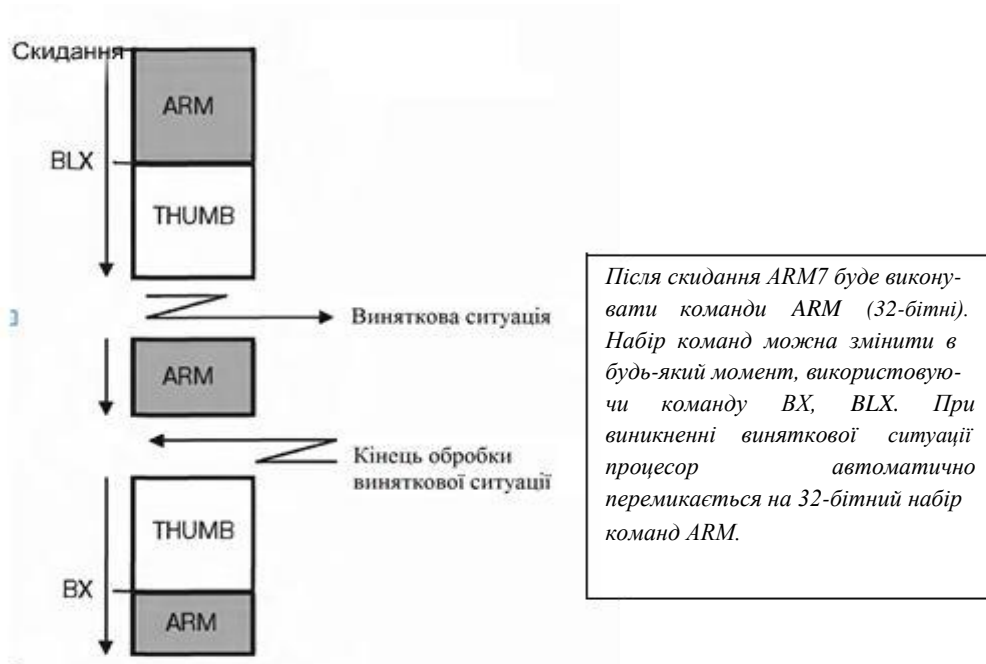 Скидання
ARM
BLX
THUMB
Виняткова ситуація
ARM
Кінець обробки
виняткової ситуації
THUMB
BX
ARM
Після скидання ARM7 буде викону-
вати команди ARM (32-бітні).
Набір команд можна змінити в
будь-який момент, використовую-
чи команду BX, BLX. При
виникненні виняткової ситуації
процесор автоматично
перемикається на 32-бітний набір
команд ARM.